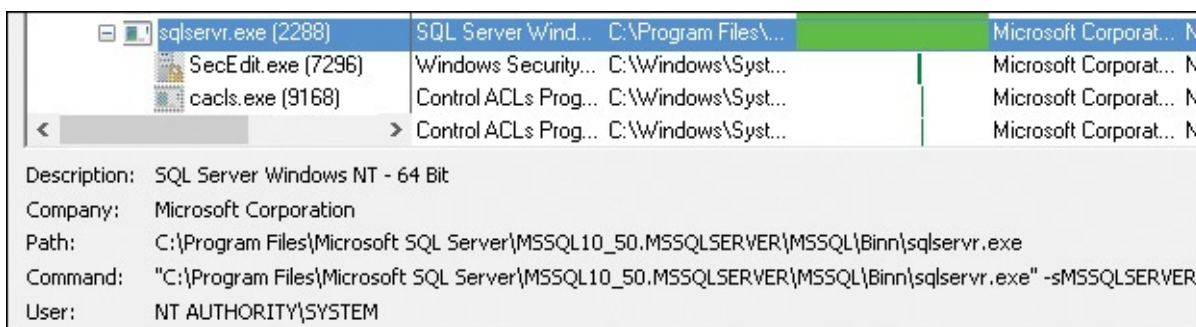 sqlservr.exe (2288) SQL Server Wind... C:\Program Files\... Microsoft Corporat... N
SecEdit.exe (7296) Windows Security... C:\Windows\Syst... Microsoft Corporat... N
cacls.exe (9168) Control ACLs Prog... C:\Windows\Syst... Microsoft Corporat... N
Control ACLs Prog... C:\Windows\Syst... Microsoft Corporat... N
Description: SQL Server Windows NT - 64 Bit
Company: Microsoft Corporation
Path: C:\Program Files\Microsoft SQL Server\MSSQL10_50.MSSQLSERVER\MSSQL\Binn\sqlservr.exe
Command: "C:\Program Files\Microsoft SQL Server\MSSQL10_50.MSSQLSERVER\MSSQL\Binn\sqlservr.exe" -sMSSQLSERVER
User: NT AUTHORITY\SYSTEM